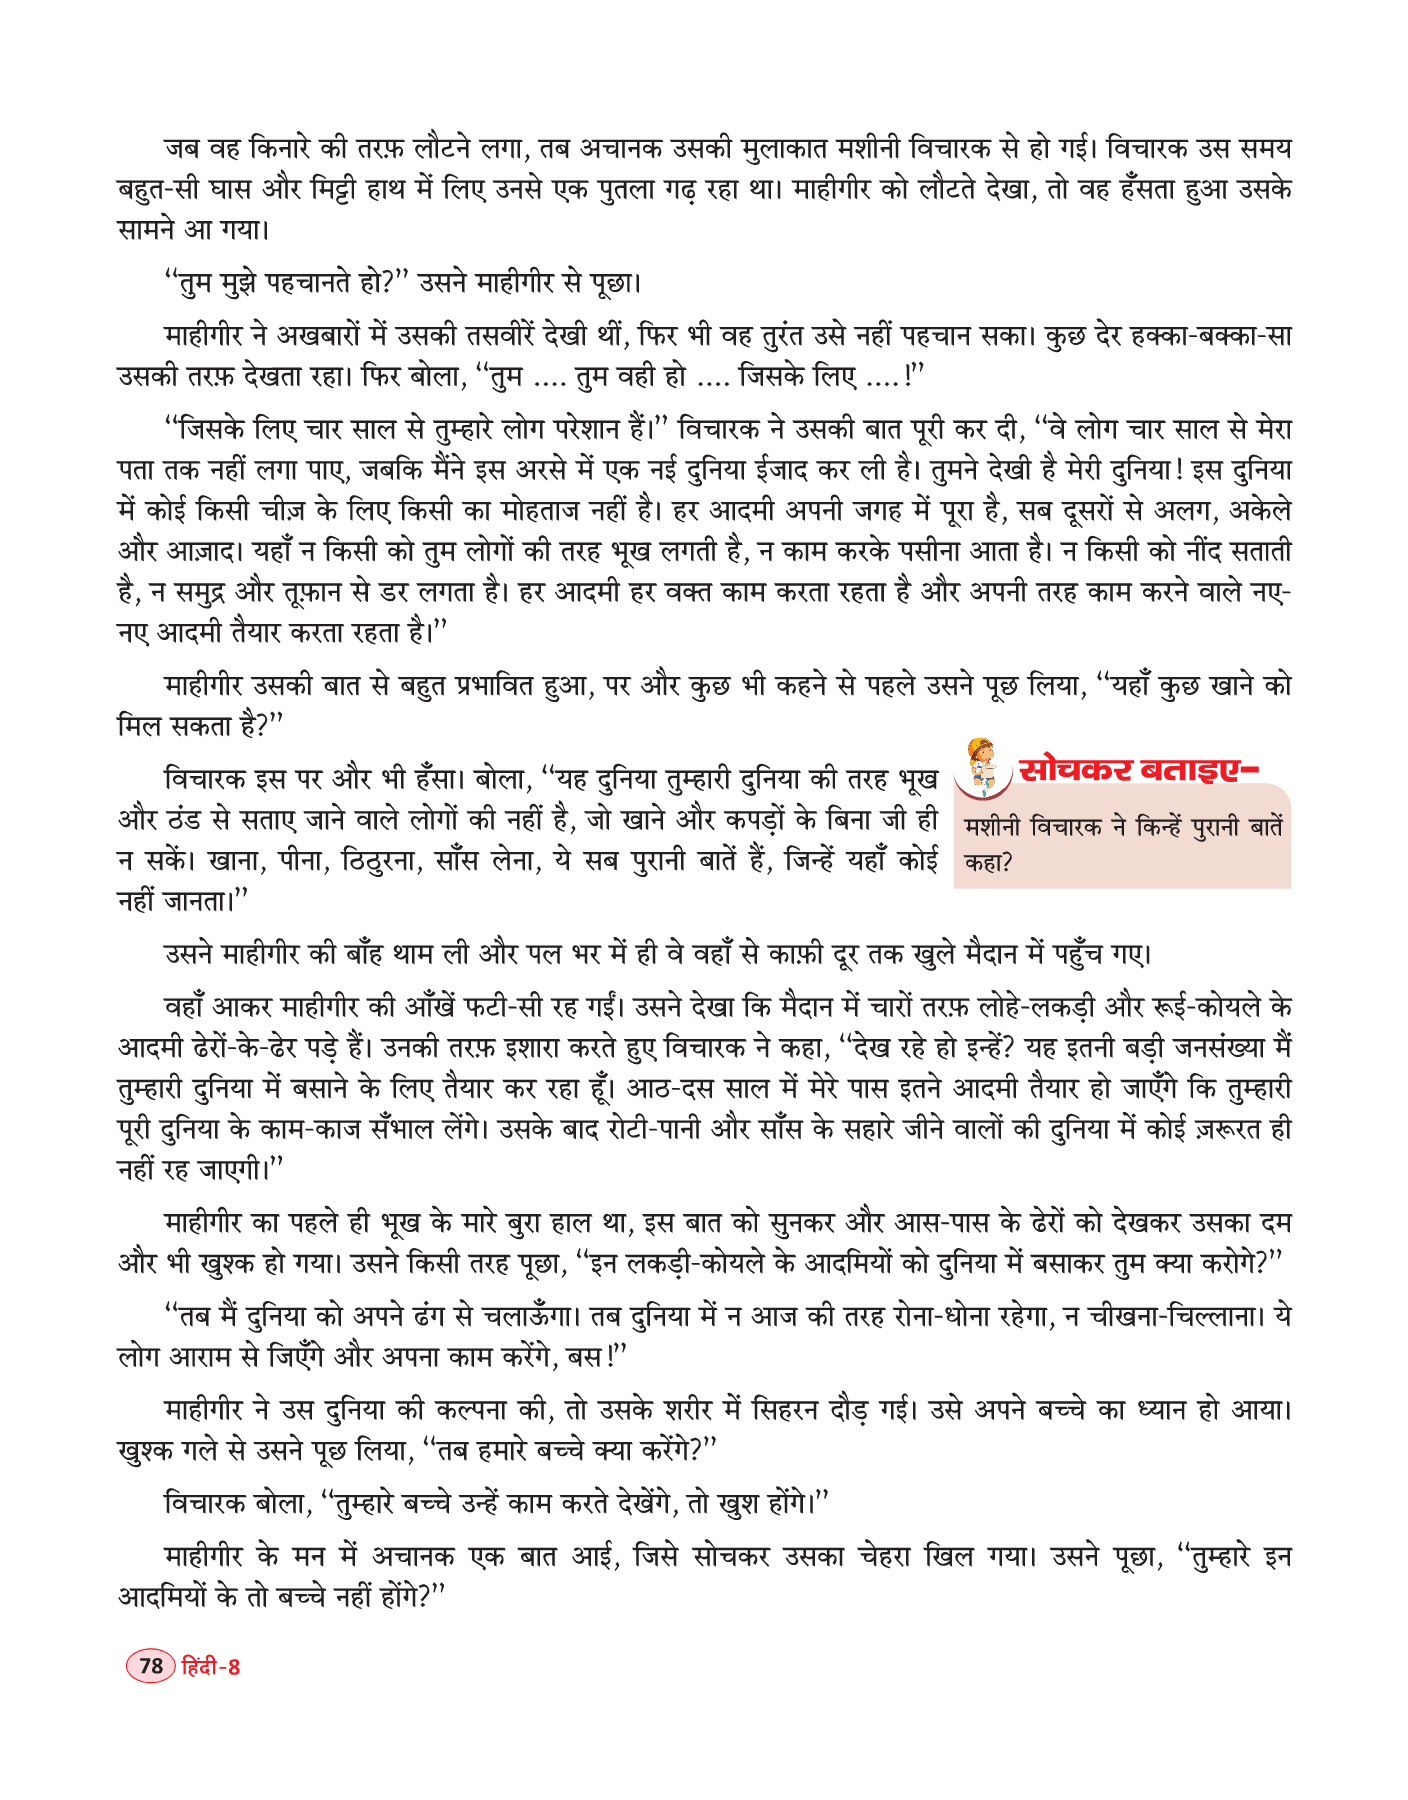 जब वह किनारे की तरफ़ लौटने लगा, तब अचानक उसकी मुलाकात मशीनी विचारक से हो गई। विचारक उस समय
बहुत-सी घास और मिट्टी हाथ में लिए उनसे एक पुतला गढ़ रहा था। माहीगीर को लौटते देखा, तो वह हँसता हुआ उसके
सामने आ गया।
“तुम मुझे पहचानते हो?” उसने माहीगीर से पूछा।
माहीगीर ने अखबारों में उसकी तसवीरें देखी थीं, फिर भी वह तुरंत उसे नहीं पहचान सका। कुछ देर हक्का-बक्का-सा
उसकी तरफ़ देखता रहा। फिर बोला, “तुम .... तुम वही हो .... जिसके लिए ....!”
“जिसके लिए चार साल से तुम्हारे लोग परेशान हैं।” विचारक ने उसकी बात पूरी कर दी, “वे लोग चार साल से मेरा
पता तक नहीं लगा पाए, जबकि मैंने इस अरसे में एक नई दुनिया ईजाद कर ली है। तुमने देखी है मेरी दुनिया! इस दुनिया
में कोई किसी चीज़ के लिए किसी का मोहताज नहीं है। हर आदमी अपनी जगह में पूरा है, सब दूसरों से अलग, अकेले
और आज़ाद। यहाँ न किसी को तुम लोगों की तरह भूख लगती है, न काम करके पसीना आता है। न किसी को नींद सताती
है, न समुद्र और तूफ़ान से डर लगता है। हर आदमी हर वक्त काम करता रहता है और अपनी तरह काम करने वाले नए-
नए आदमी तैयार करता रहता है।”
माहीगीर उसकी बात से बहुत प्रभावित हुआ, पर और कुछ भी कहने से पहले उसने पूछ लिया, “यहाँ कुछ खाने को
मिल सकता है?”
विचारक इस पर और भी हँसा। बोला, “यह दुनिया तुम्हारी दुनिया की तरह भूख
और ठंड से सताए जाने वाले लोगों की नहीं है, जो खाने और कपड़ों के बिना जी ही
न सकें। खाना, पीना, ठिठुरना, साँस लेना, ये सब पुरानी बातें हैं, जिन्हें यहाँ कोई
नहीं जानता।”
सोचकर बताइए–
मशीनी विचारक ने किन्हें पुरानी बातें
कहा?
उसने माहीगीर की बाँह थाम ली और पल भर में ही वे वहाँ से काफ़ी दूर तक खुले मैदान में पहुँच गए।
वहाँ आकर माहीगीर की आँखें फटी-सी रह गईं। उसने देखा कि मैदान में चारों तरफ़ लोहे-लकड़ी और रूई-कोयले के
आदमी ढेरों-के-ढेर पड़े हैं। उनकी तरफ़ इशारा करते हुए विचारक ने कहा, “देख रहे हो इन्हें? यह इतनी बड़ी जनसंख्या मैं
तुम्हारी दुनिया में बसाने के लिए तैयार कर रहा हूँ। आठ-दस साल में मेरे पास इतने आदमी तैयार हो जाएँगे कि तुम्हारी
पूरी दुनिया के काम-काज सँभाल लेंगे। उसके बाद रोटी-पानी और साँस के सहारे जीने वालों की दुनिया में कोई ज़रूरत ही
नहीं रह जाएगी।”
माहीगीर का पहले ही भूख के मारे बुरा हाल था, इस बात को सुनकर और आस-पास के ढेरों को देखकर उसका दम
और भी खुश्क हो गया। उसने किसी तरह पूछा, “इन लकड़ी-कोयले के आदमियों को दुनिया में बसाकर तुम क्या करोगे?”
“तब मैं दुनिया को अपने ढंग से चलाऊँगा। तब दुनिया में न आज की तरह रोना-धोना रहेगा, न चीखना-चिल्लाना। ये
लोग आराम से जिएँगे और अपना काम करेंगे, बस!”
माहीगीर ने उस दुनिया की कल्पना की, तो उसके शरीर में सिहरन दौड़ गई। उसे अपने बच्चे का ध्यान हो आया।
खुश्क गले से उसने पूछ लिया, “तब हमारे बच्चे क्या करेंगे?”
विचारक बोला, “तुम्हारे बच्चे उन्हें काम करते देखेंगे, तो खुश होंगे।”
माहीगीर के मन में अचानक एक बात आई, जिसे सोचकर उसका चेहरा खिल गया। उसने पूछा, “तुम्हारे इन
आदमियों के तो बच्चे नहीं होंगे?”
78 हिंदी-8